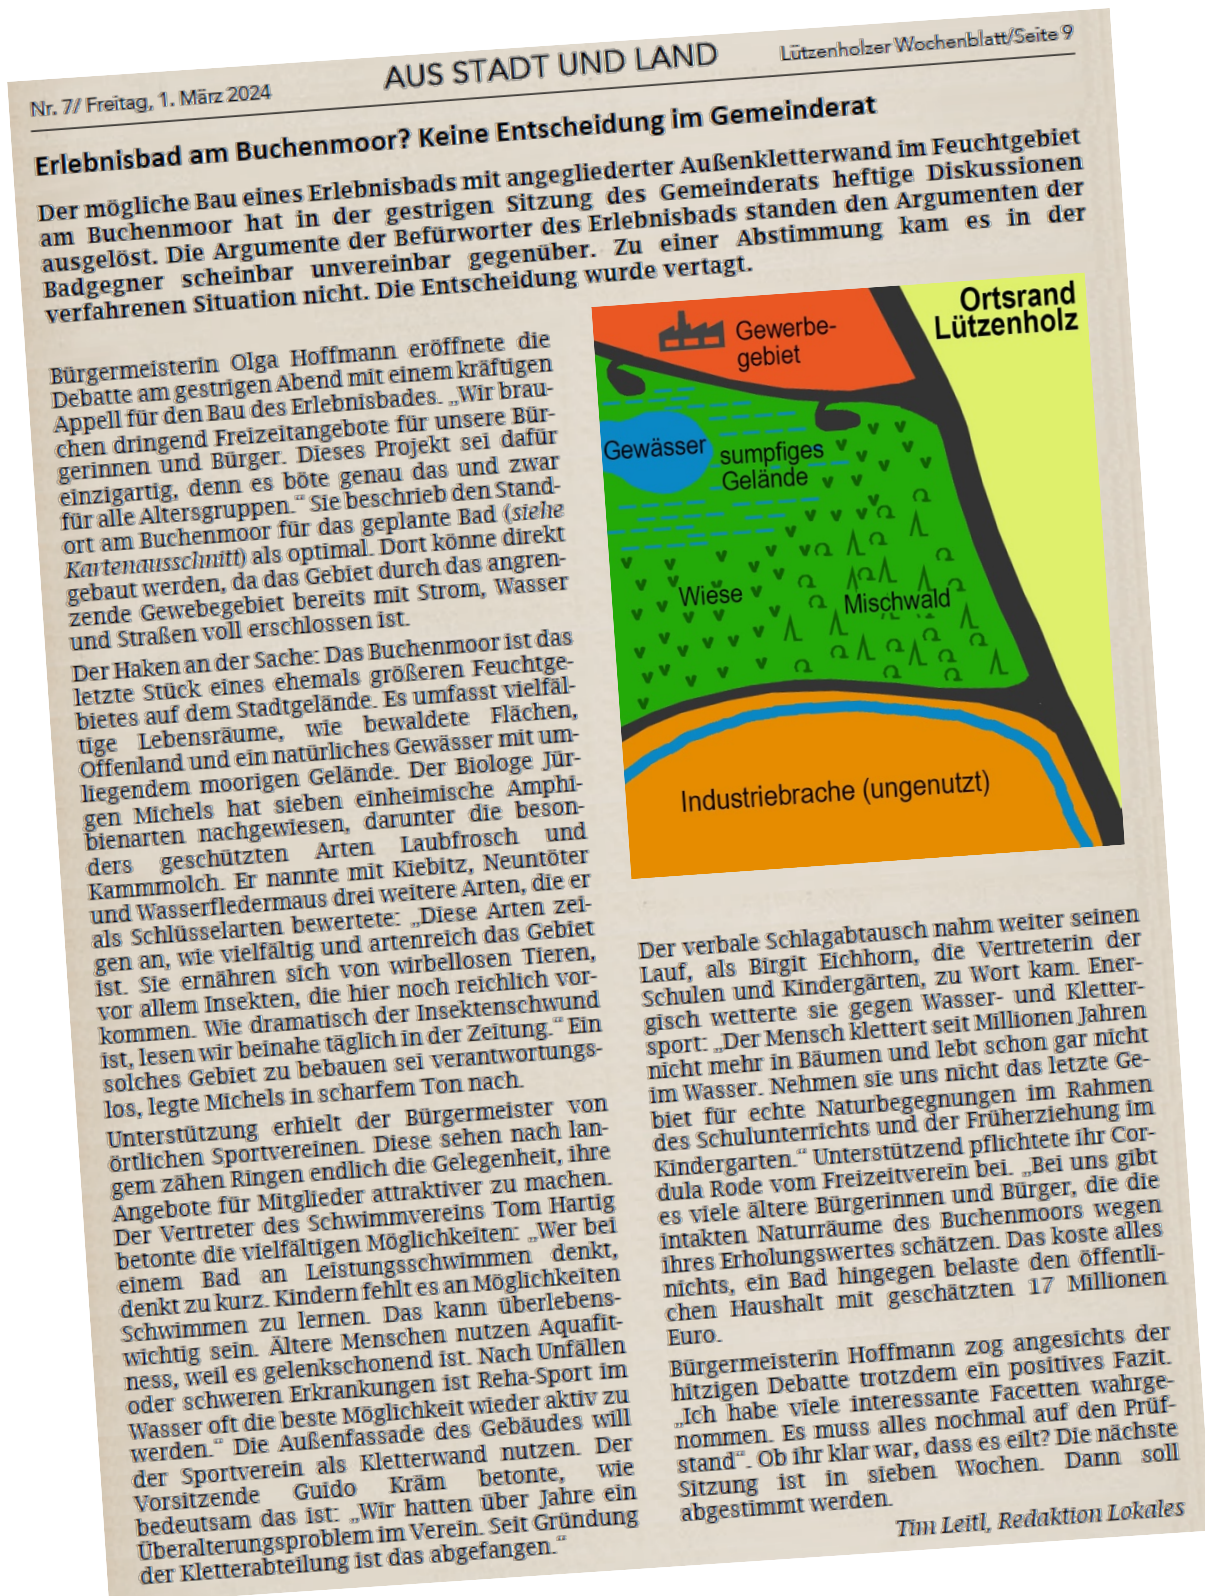 Nr. 7/ Freitag, 1. März 2024
AUS STADT UND LAND
Lützenholzer Wochenblatt/Seite 9
Erlebnisbad am Buchenmoor? Keine Entscheidung im Gemeinderat
Der mögliche Bau eines Erlebnisbads mit angegliederter Außenkletterwand im Feuchtgebiet
am Buchenmoor hat in der gestrigen Sitzung des Gemeinderats heftige Diskussionen
ausgelöst. Die Argumente der Befürworter des Erlebnisbads standen den Argumenten der
Badgegner scheinbar unvereinbar gegenüber. Zu einer Abstimmung kam es in der
verfahrenen Situation nicht. Die Entscheidung wurde vertagt.
Bürgermeisterin Olga Hoffmann eröffnete die
Debatte am gestrigen Abend mit einem kräftigen
Appell für den Bau des Erlebnisbades. „Wir brau-
chen dringend Freizeitangebote für unsere Bür-
gerinnen und Bürger. Dieses Projekt sei dafür
einzigartig, denn es böte genau das und zwar
für alle Altersgruppen.“ Sie beschrieb den Stand-
ort am Buchenmoor für das geplante Bad (siehe
Kartenausschnitt) als optimal. Dort könne direkt
gebaut werden, da das Gebiet durch das angren-
zende Gewebegebiet bereits mit Strom, Wasser
und Straßen voll erschlossen ist.
Der Haken an der Sache: Das Buchenmoor ist das
letzte Stück eines ehemals größeren Feuchtge-
bietes auf dem Stadtgelände. Es umfasst vielfäl-
tige Lebensräume, wie bewaldete Flächen,
Offenland und ein natürliches Gewässer mit um-
liegendem moorigen Gelände. Der Biologe Jür-
gen Michels hat sieben einheimische Amphi-
bienarten nachgewiesen, darunter die beson-
ders geschützten Arten Laubfrosch und
Kammmolch. Er nannte mit Kiebitz, Neuntöter
und Wasserfledermaus drei weitere Arten, die er
als Schlüsselarten bewertete: „Diese Arten zei-
gen an, wie vielfältig und artenreich das Gebiet
ist. Sie ernähren sich von wirbellosen Tieren,
vor allem Insekten, die hier noch reichlich vor-
kommen. Wie dramatisch der Insektenschwund
ist, lesen wir beinahe täglich in der Zeitung.“ Ein
solches Gebiet zu bebauen sei verantwortungs-
los, legte Michels in scharfem Ton nach.
Unterstützung erhielt der Bürgermeister von
örtlichen Sportvereinen. Diese sehen nach lan-
gem zähen Ringen endlich die Gelegenheit, ihre
Angebote für Mitglieder attraktiver zu machen.
Der Vertreter des Schwimmvereins Tom Hartig
betonte die vielfältigen Möglichkeiten: „Wer bei
einem Bad an Leistungsschwimmen denkt,
denkt zu kurz. Kindern fehlt es an Möglichkeiten
Schwimmen zu lernen. Das kann überlebens-
wichtig sein. Ältere Menschen nutzen Aquafit-
ness, weil es gelenkschonend ist. Nach Unfällen
oder schweren Erkrankungen ist Reha-Sport im
Wasser oft die beste Möglichkeit wieder aktiv zu
werden.“ Die Außenfassade des Gebäudes will
der Sportverein als Kletterwand nutzen. Der
Vorsitzende Guido Kräm betonte, wie
bedeutsam das ist: „Wir hatten über Jahre ein
Überalterungsproblem im Verein. Seit Gründung
der Kletterabteilung ist das abgefangen.“
Ortsrand
Lützenholz
Gewerbe-
gebiet
Gewässer
sumpfiges
Gelände
Wiese
Mischwald
Industriebrache (ungenutzt)
Der verbale Schlagabtausch nahm weiter seinen
Lauf, als Birgit Eichhorn, die Vertreterin der
Schulen und Kindergärten, zu Wort kam. Ener-
gisch wetterte sie gegen Wasser- und Kletter-
sport: „Der Mensch klettert seit Millionen Jahren
nicht mehr in Bäumen und lebt schon gar nicht
im Wasser. Nehmen sie uns nicht das letzte Ge-
biet für echte Naturbegegnungen im Rahmen
des Schulunterrichts und der Früherziehung im
Kindergarten.“ Unterstützend pflichtete ihr Cor-
dula Rode vom Freizeitverein bei. „Bei uns gibt
es viele ältere Bürgerinnen und Bürger, die die
intakten Naturräume des Buchenmoors wegen
ihres Erholungswertes schätzen. Das koste alles
nichts, ein Bad hingegen belaste den öffentli-
chen Haushalt mit geschätzten 17 Millionen
Euro.
Bürgermeisterin Hoffmann zog angesichts der
hitzigen Debatte trotzdem ein positives Fazit.
„Ich habe viele interessante Facetten wahrge-
nommen. Es muss alles nochmal auf den Prüf-
stand“. Ob ihr klar war, dass es eilt? Die nächste
Sitzung ist in sieben Wochen. Dann soll
abgestimmt werden.
Tim Leitl, Redaktion Lokales